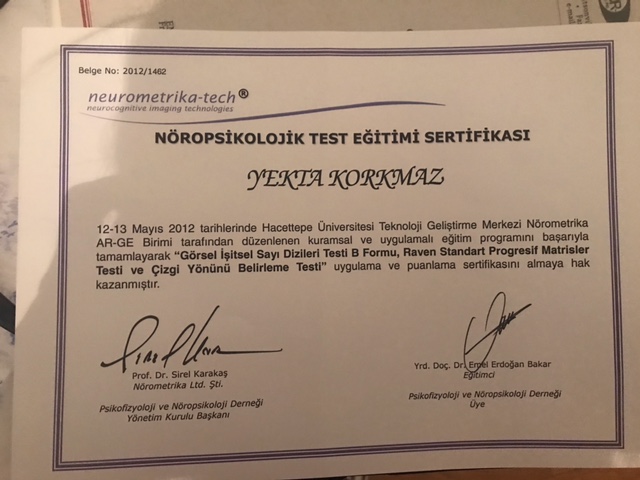 Belge No: 2012/1462
neurometrika-tech®
neurocognitive imaging technologies
NÖROPSİKOLOJİK TEST EĞİTİMİ SERTİFİKASI
YEKTA KORKMAZ
12-13 Mayıs 2012 tarihlerinde Hacettepe Üniversitesi Teknoloji Geliştirme Merkezi Nörometrika
AR-GE Birimi tarafından düzenlenen kuramsal ve uygulamalı eğitim programını başarıyla
tamamlayarak “Görsel İşitsel Sayı Dizileri Testi B Formu, Raven Standart Progresif Matrisler
Testi ve Çizgi Yönünü Belirleme Testi” uygulama ve puanlama sertifikasını almaya hak
kazanmıştır.
Prof. Dr. Sirel Karakaş
Nörometrika Ltd. Şti.
Psikofizyoloji ve Nöropsikoloji Derneği
Yönetim Kurulu Başkanı
Yrd. Doç. Dr. Emel Erdoğan Bakar
Eğitimci
Psikofizyoloji ve Nöropsikoloji Derneği
Üye